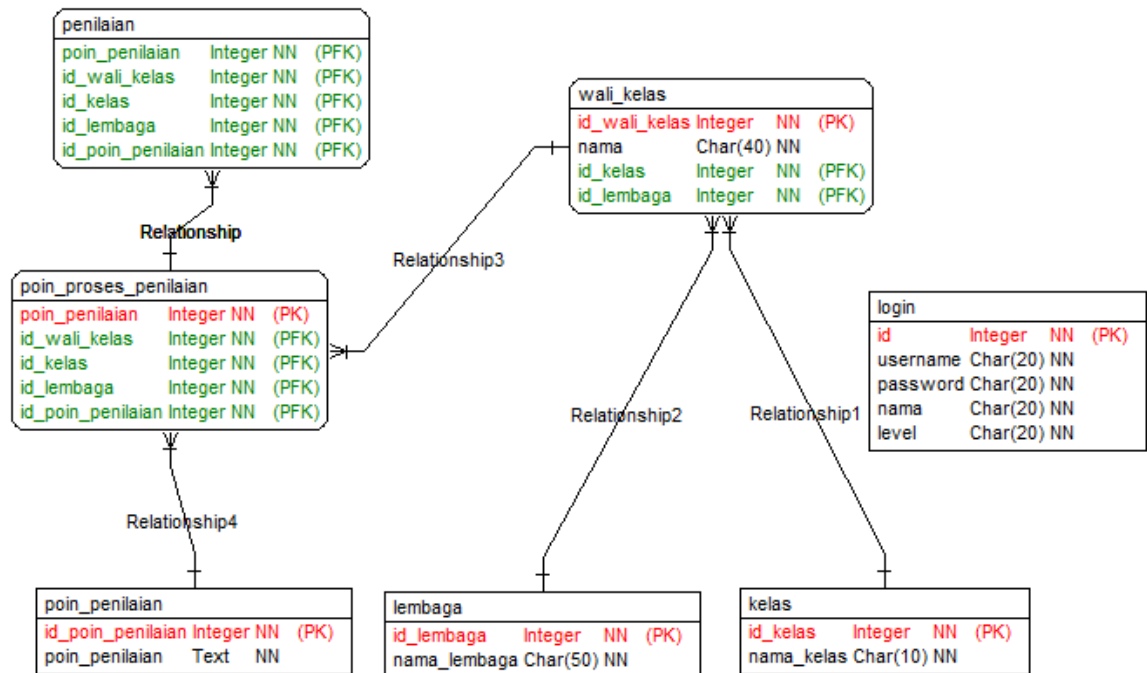 penilaian
poin_penilaian Integer NN (PFK)
id_wali_kelas Integer NN (PFK)
id_kelas Integer NN (PFK)
id_lembaga Integer NN (PFK)
id_poin_penilaian Integer NN (PFK)
wali_kelas
id_wali_kelas Integer NN (PK)
nama Char(40) NN
id_kelas Integer NN (PFK)
id_lembaga Integer NN (PFK)
Relationship
Relationship3
poin_proses_penilaian
poin_penilaian Integer NN (PK)
id_wali_kelas Integer NN (PFK)
id_kelas Integer NN (PFK)
id_lembaga Integer NN (PFK)
id_poin_penilaian Integer NN (PFK)
login
id Integer NN (PK)
username Char(20) NN
password Char(20) NN
nama Char(20) NN
level Char(20) NN
Relationship2
Relationship1
Relationship4
poin_penilaian
id_poin_penilaian Integer NN (PK)
poin_penilaian Text NN
lembaga
id_lembaga Integer NN (PK)
nama_lembaga Char(50) NN
kelas
id_kelas Integer NN (PK)
nama_kelas Char(10) NN